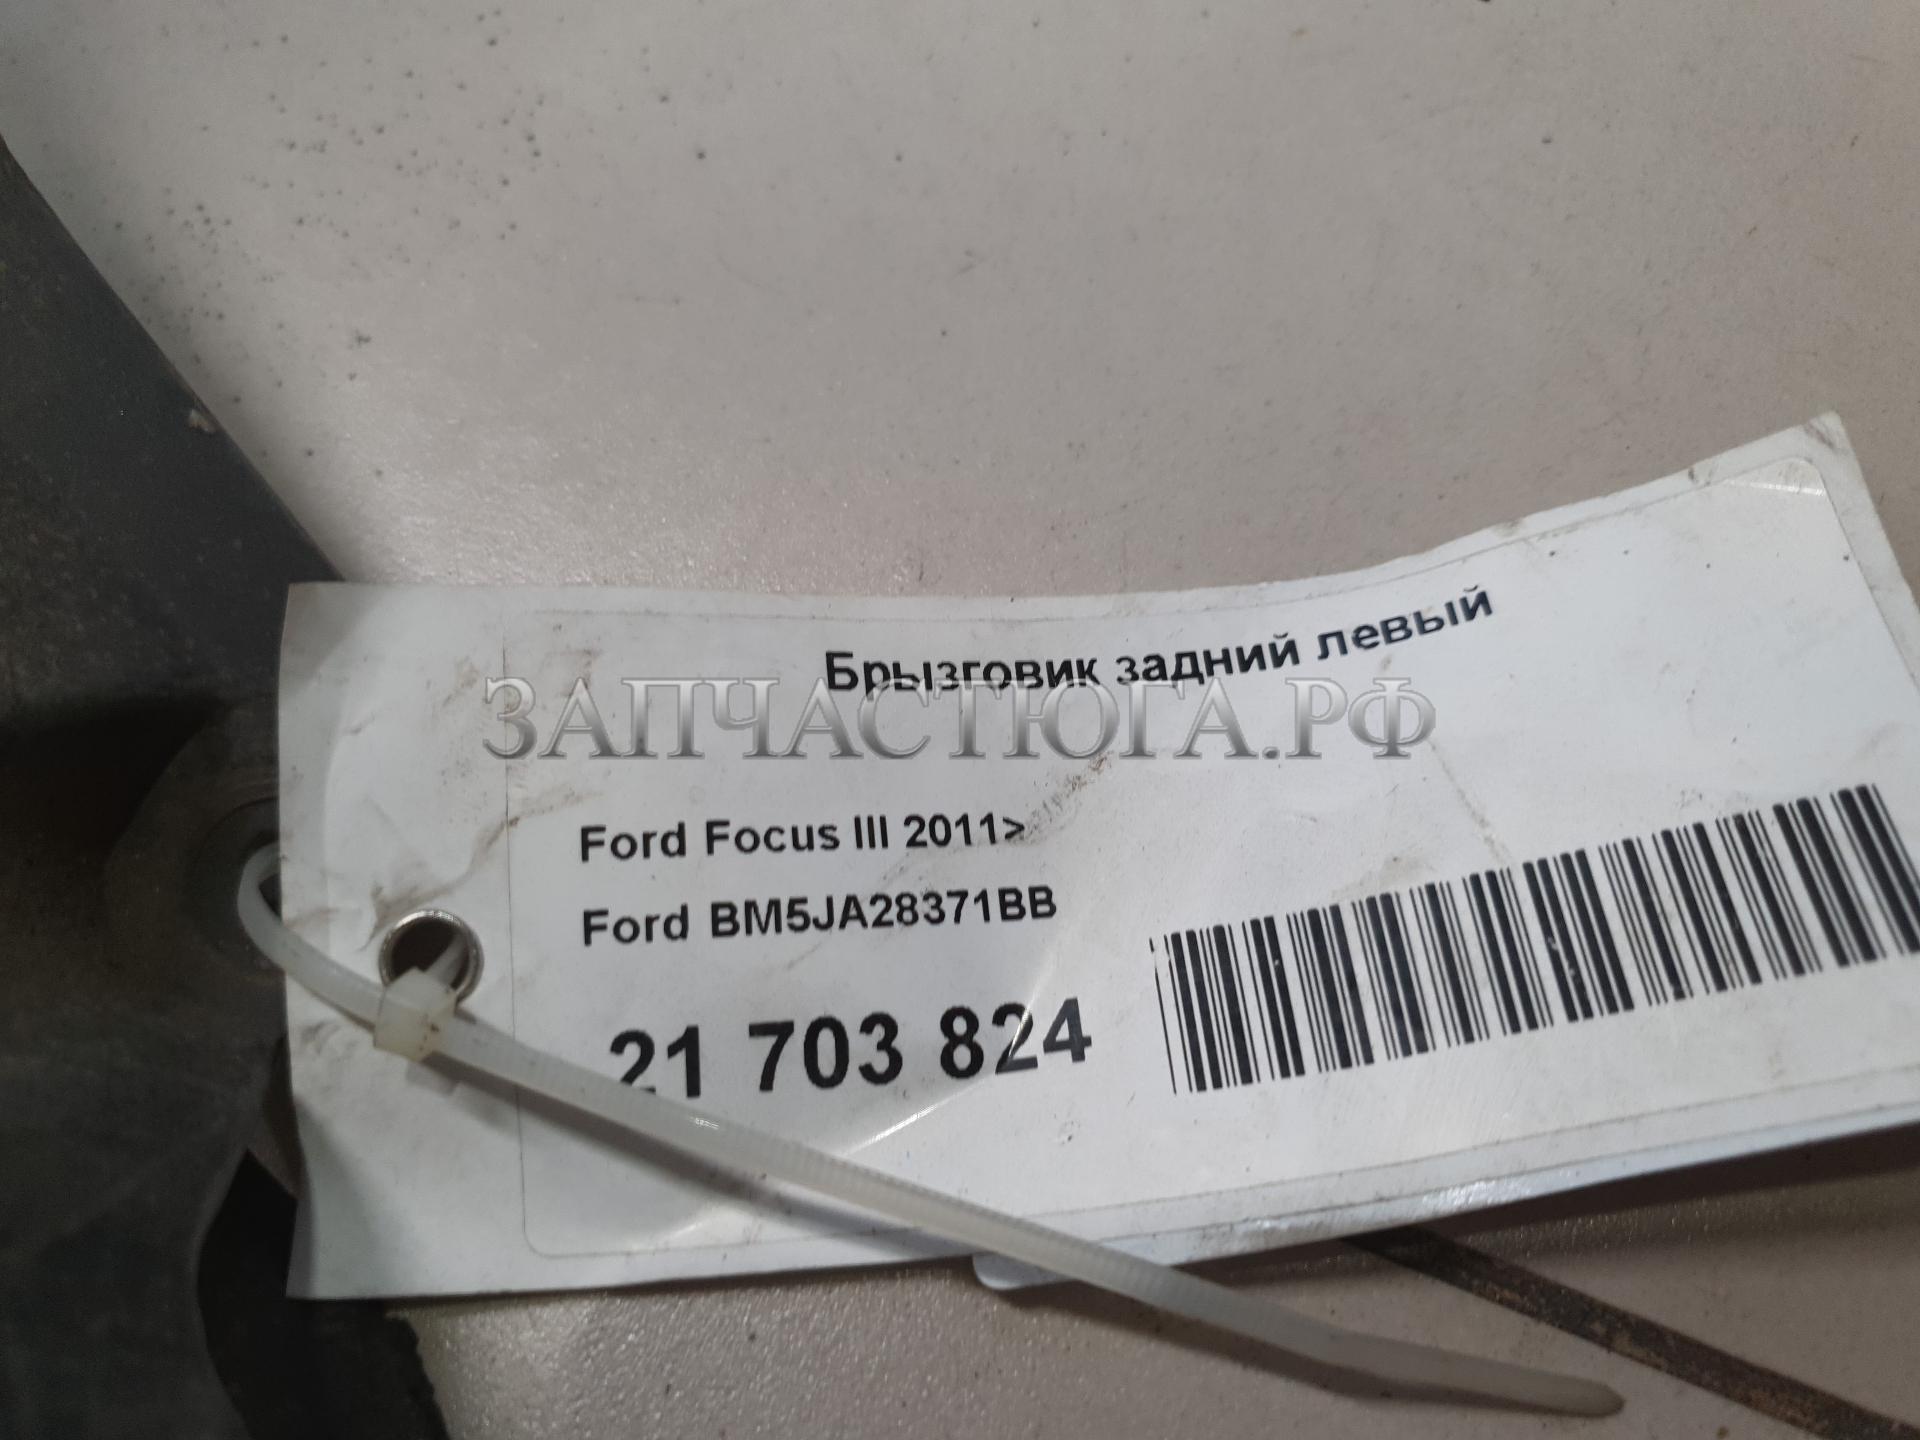 Брызговик задний левый
ЗАПЧАСТЮГА.РФ
Ford Focus III 2011>
Ford BM5JA28371BB
21 703 824